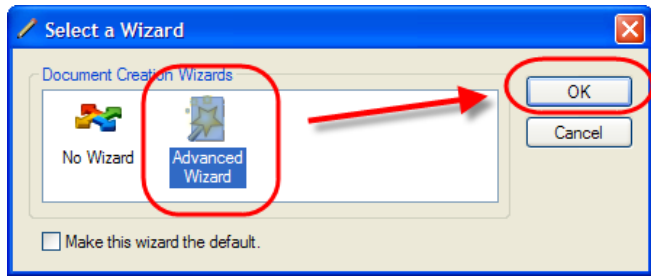 Select a Wizard
Document Creation Wizards
No Wizard
Advanced
Wizard
OK
Cancel
Make this wizard the default.